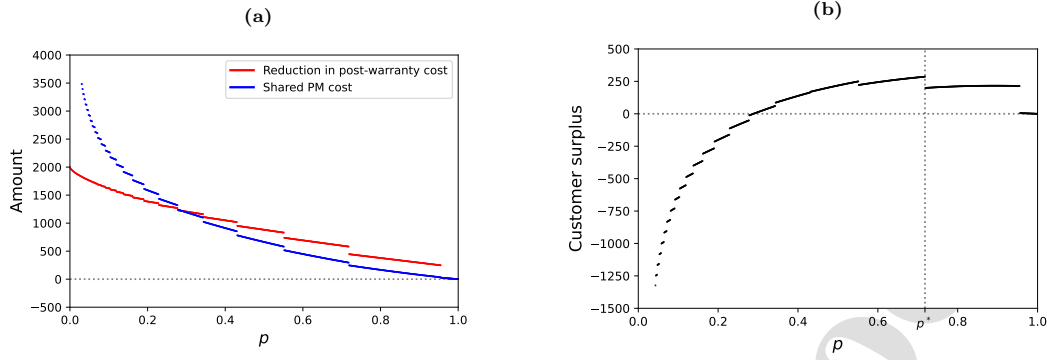 (a)
4000
3500
3000
2500
2000
1500
1000
500
0
−500
Amount
Reduction in post-warranty cost
Shared PM cost
0.0 0.2 0.4 0.6 0.8 1.0
p
(b)
500
250
0
−250
−500
−750
−1000
−1250
−1500
Customer surplus
0.0 0.2 0.4 0.6 p* 0.8 1.0
p